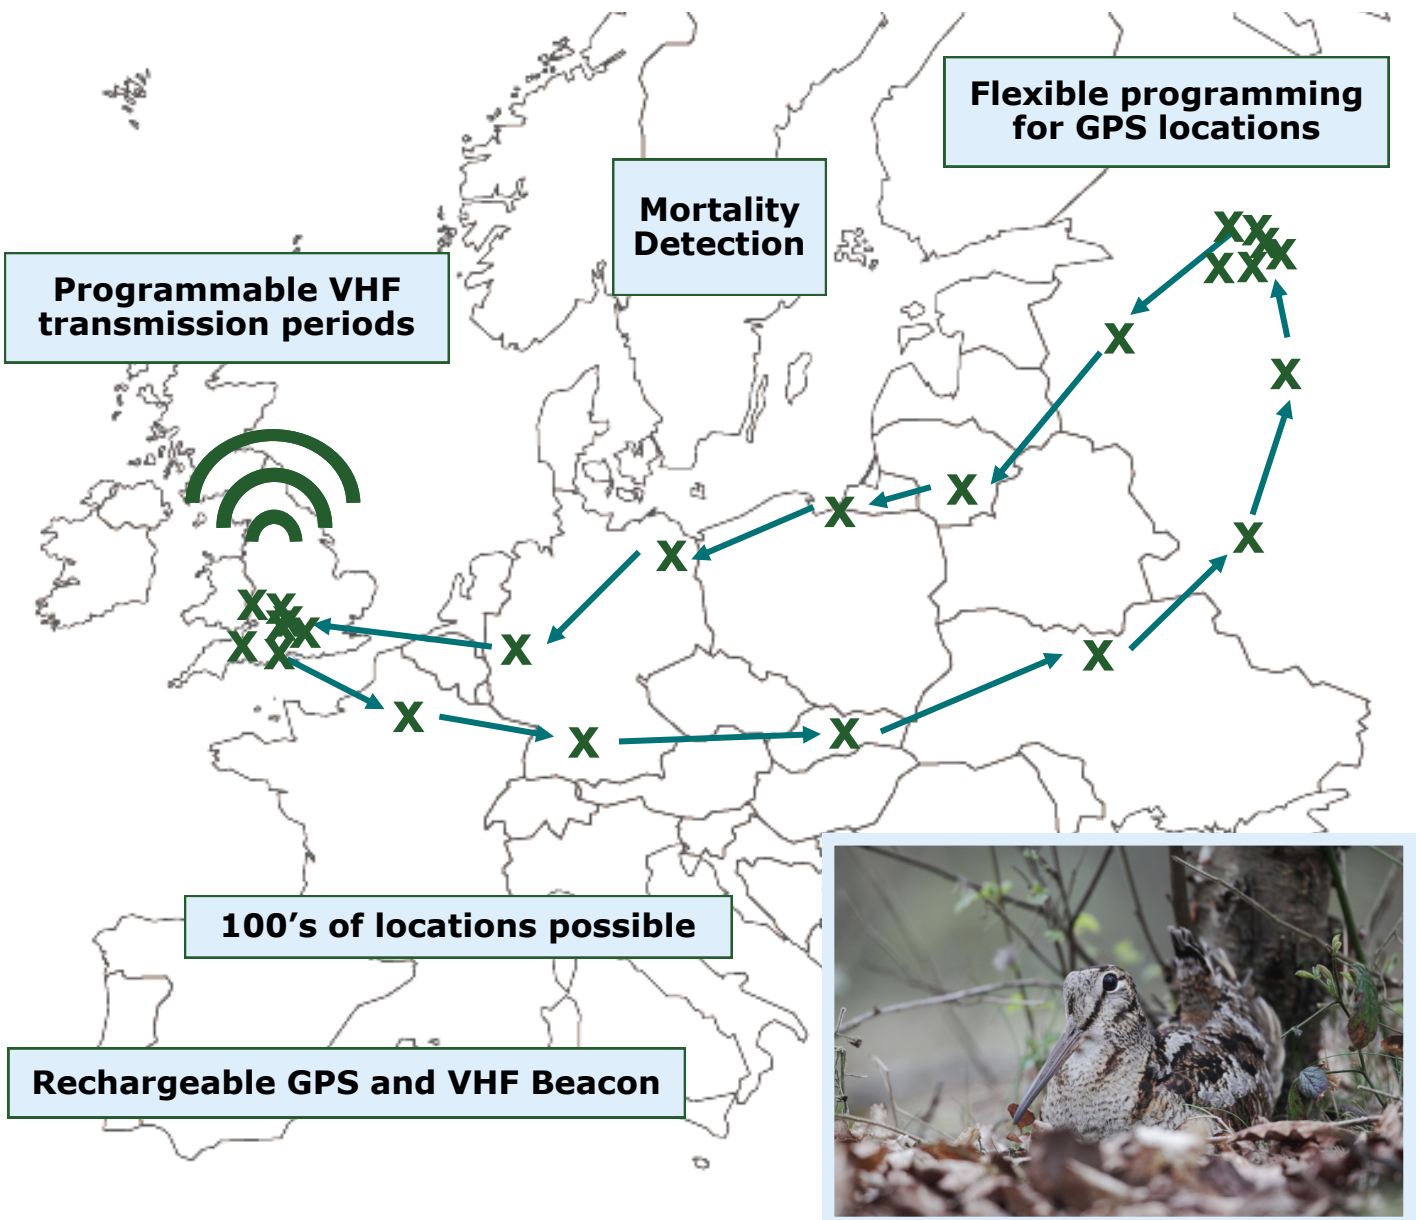 Flexible programming
for GPS locations
Mortality
Detection
Programmable VHF
transmission periods
X X
X X
X X
X
X
X
X
X
X
X X
X
X X
X
X
X
X
X
X
X
100’s of locations possible
Rechargeable GPS and VHF Beacon